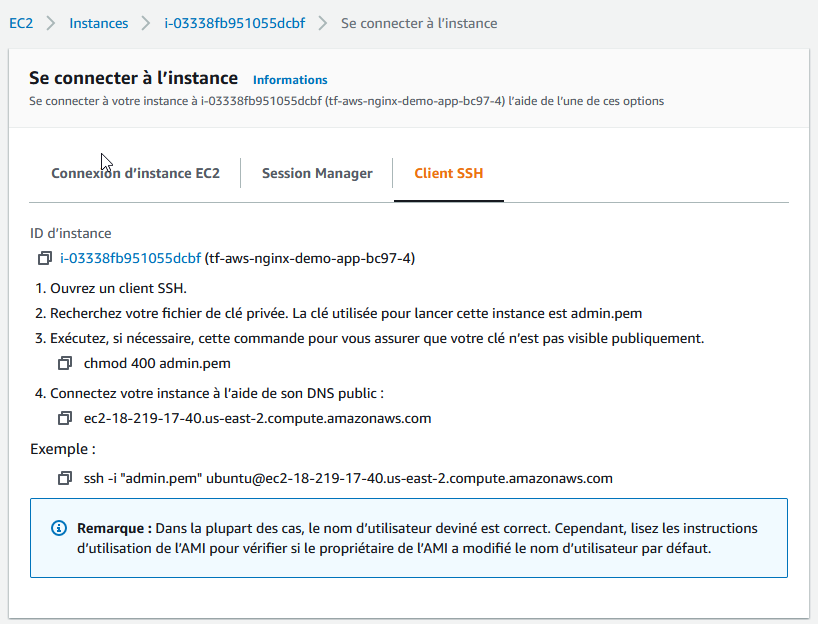 EC2 > Instances > i-03338fb951055dcbf > Se connecter à l'instance
Se connecter à l'instance Informations
Se connecter à votre instance à i-03338fb951055dcbf (tf-aws-nginx-demo-app-bc97-4) l'aide de l'une de ces options
Connexion d'instance EC2 Session Manager Client SSH
ID d'instance
i-03338fb951055dcbf (tf-aws-nginx-demo-app-bc97-4)
1. Ouvrez un client SSH.
2. Recherchez votre fichier de clé privée. La clé utilisée pour lancer cette instance est admin.pem
3. Exécutez, si nécessaire, cette commande pour vous assurer que votre clé n'est pas visible publiquement.
chmod 400 admin.pem
4. Connectez votre instance à l'aide de son DNS public :
ec2-18-219-17-40.us-east-2.compute.amazonaws.com
Exemple :
ssh -i "admin.pem" ubuntu@ec2-18-219-17-40.us-east-2.compute.amazonaws.com
Remarque : Dans la plupart des cas, le nom d'utilisateur deviné est correct. Cependant, lisez les instructions
d'utilisation de l'AMI pour vérifier si le propriétaire de l'AMI a modifié le nom d'utilisateur par défaut.